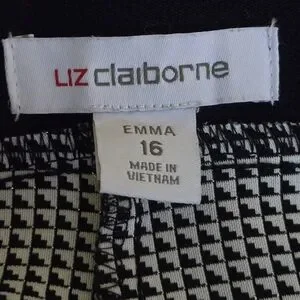 LIZ claiborne
EMMA
16
MADE IN
VIETNAM